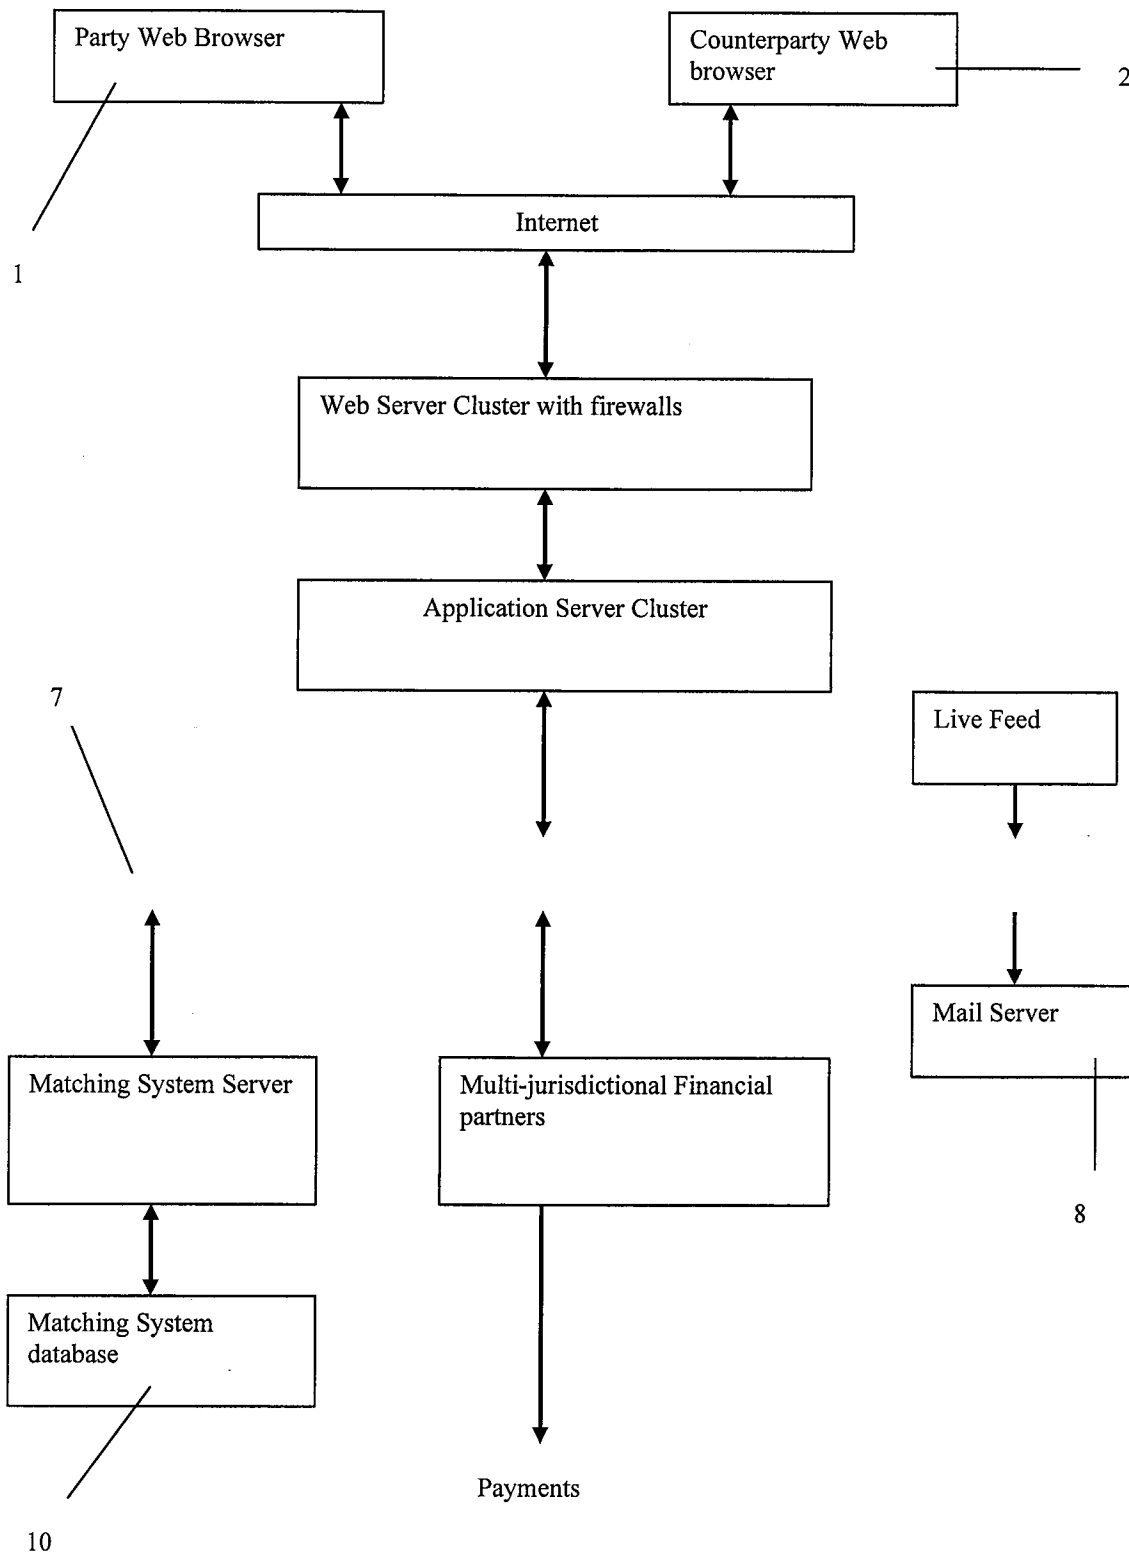 Party Web Browser
Counterparty Web
browser
2
1
Internet
Web Server Cluster with firewalls
Application Server Cluster
7
Live Feed
Mail Server
Matching System Server
Multi-jurisdictional Financial
partners
8
Matching System
database
Payments
10